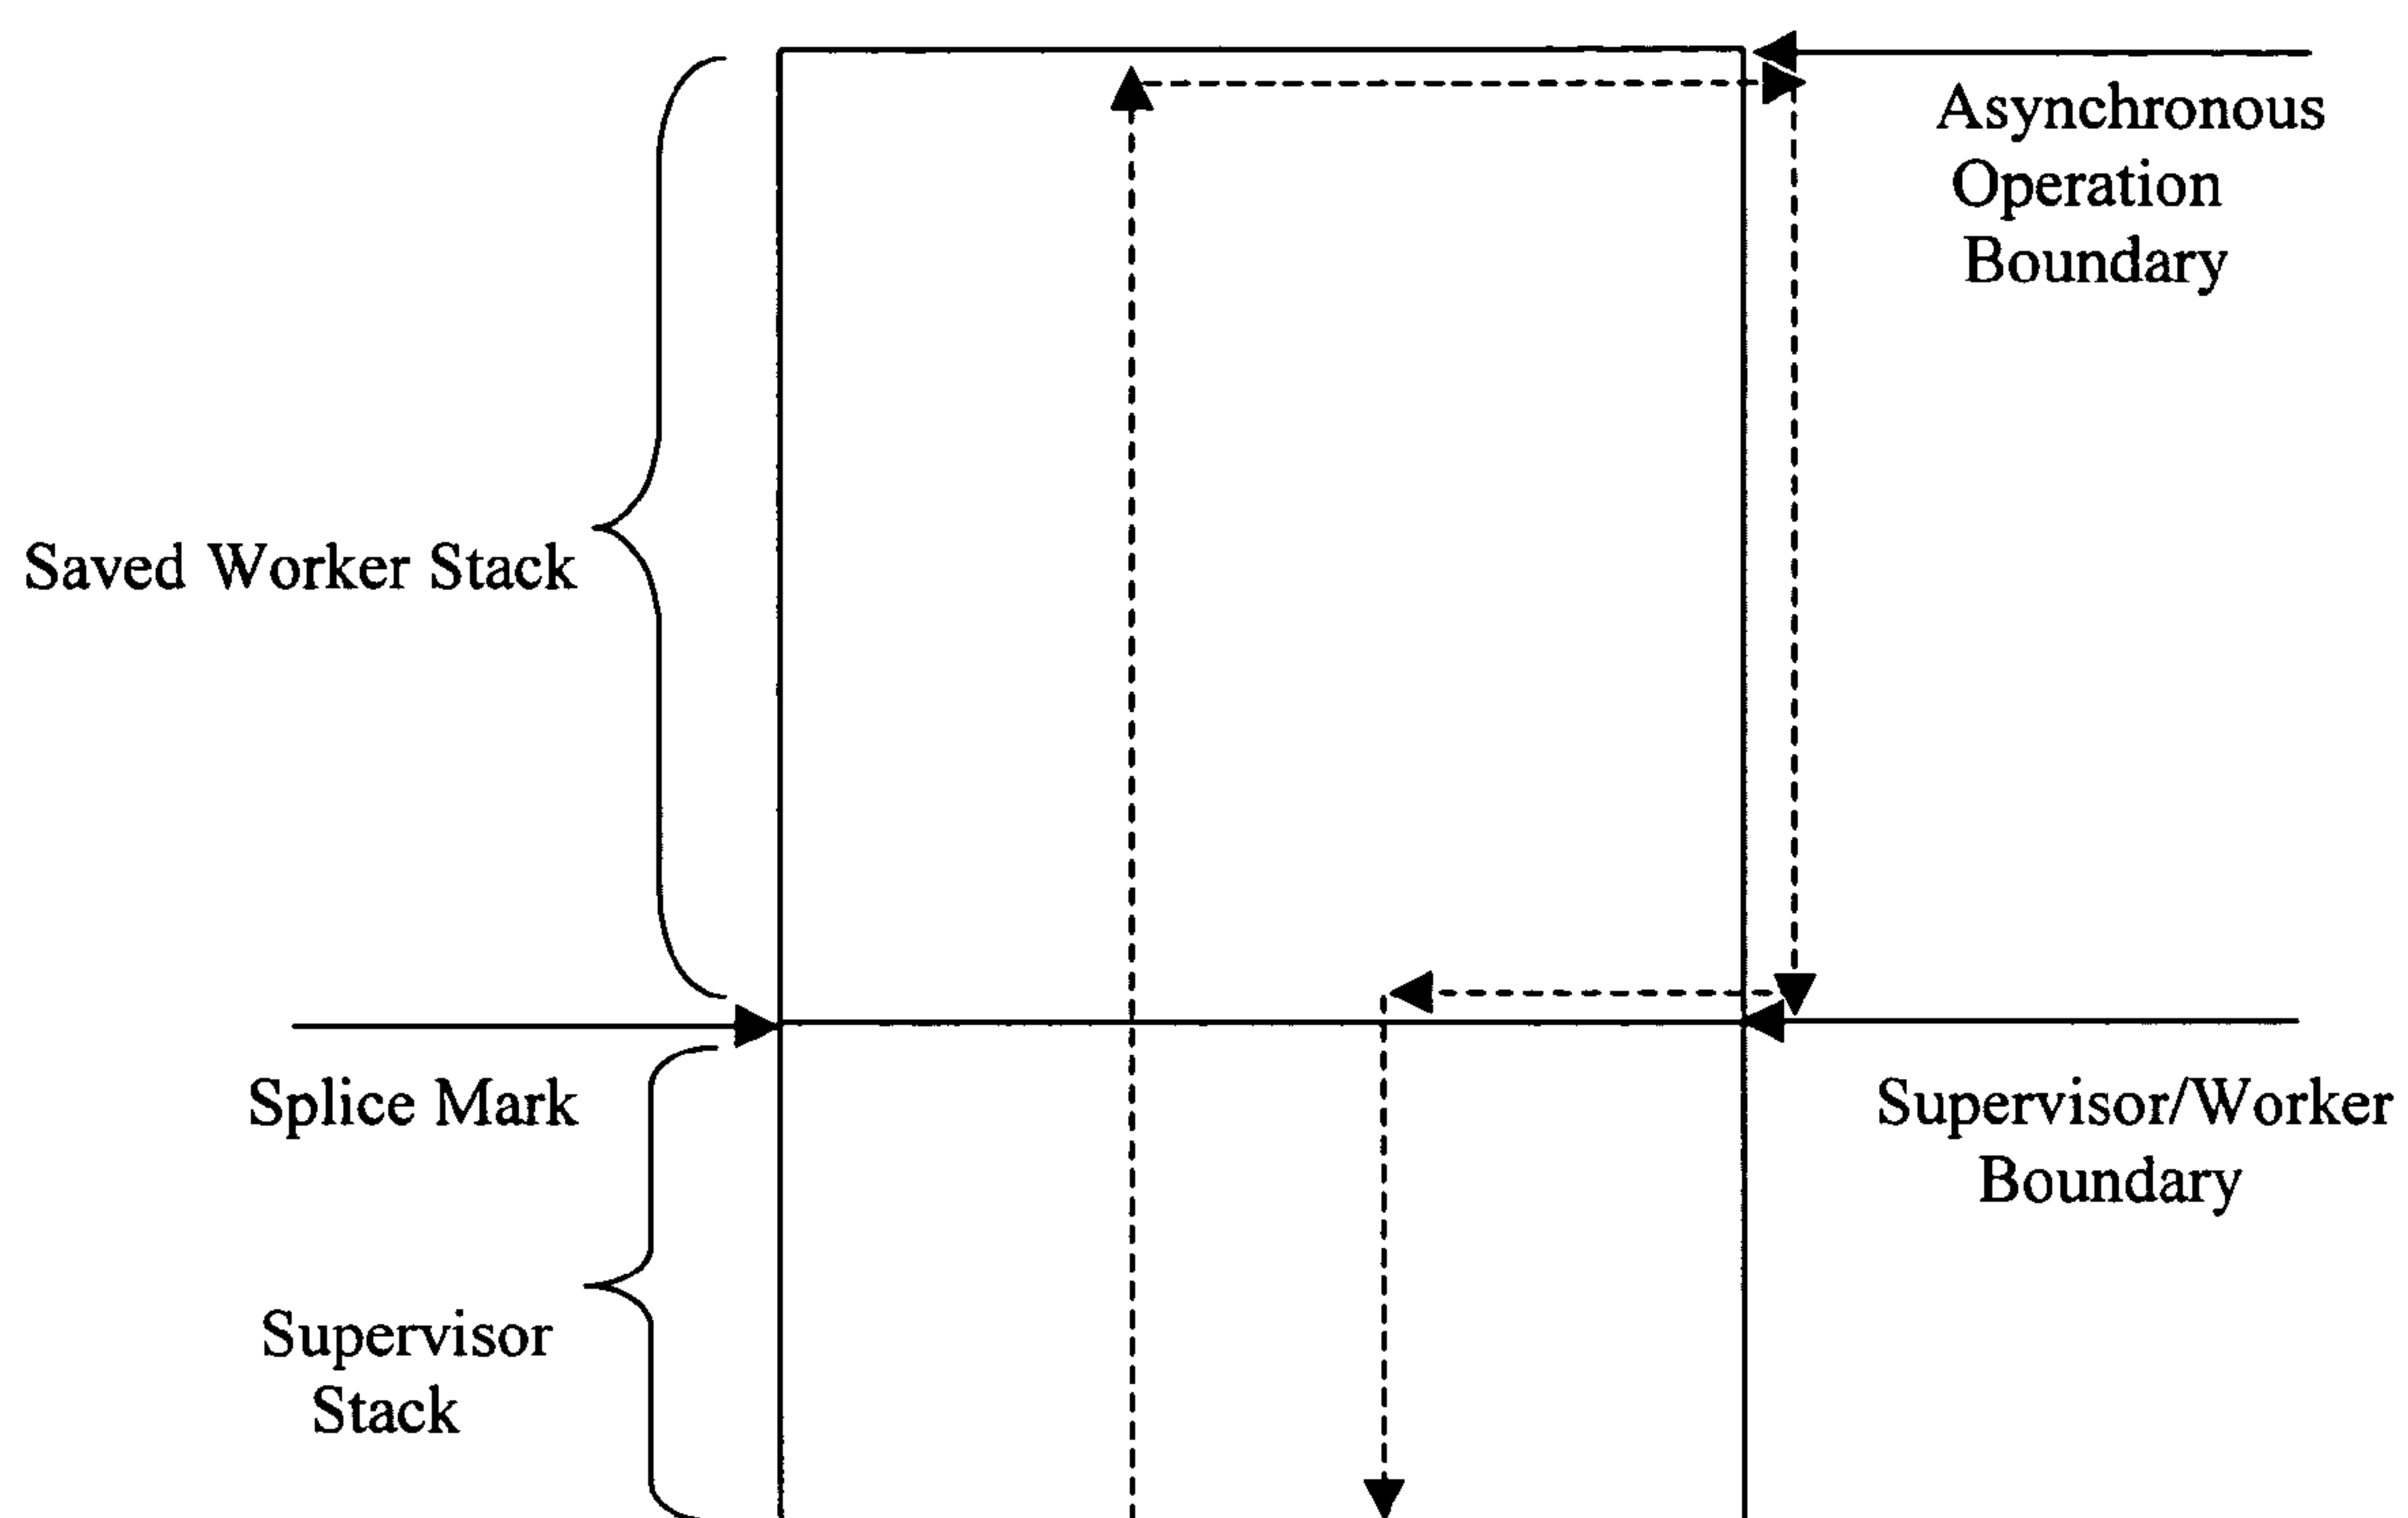 Asynchronous
Operation
Boundary
Saved Worker Stack
Splice Mark
Supervisor/Worker
Boundary
Supervisor
Stack